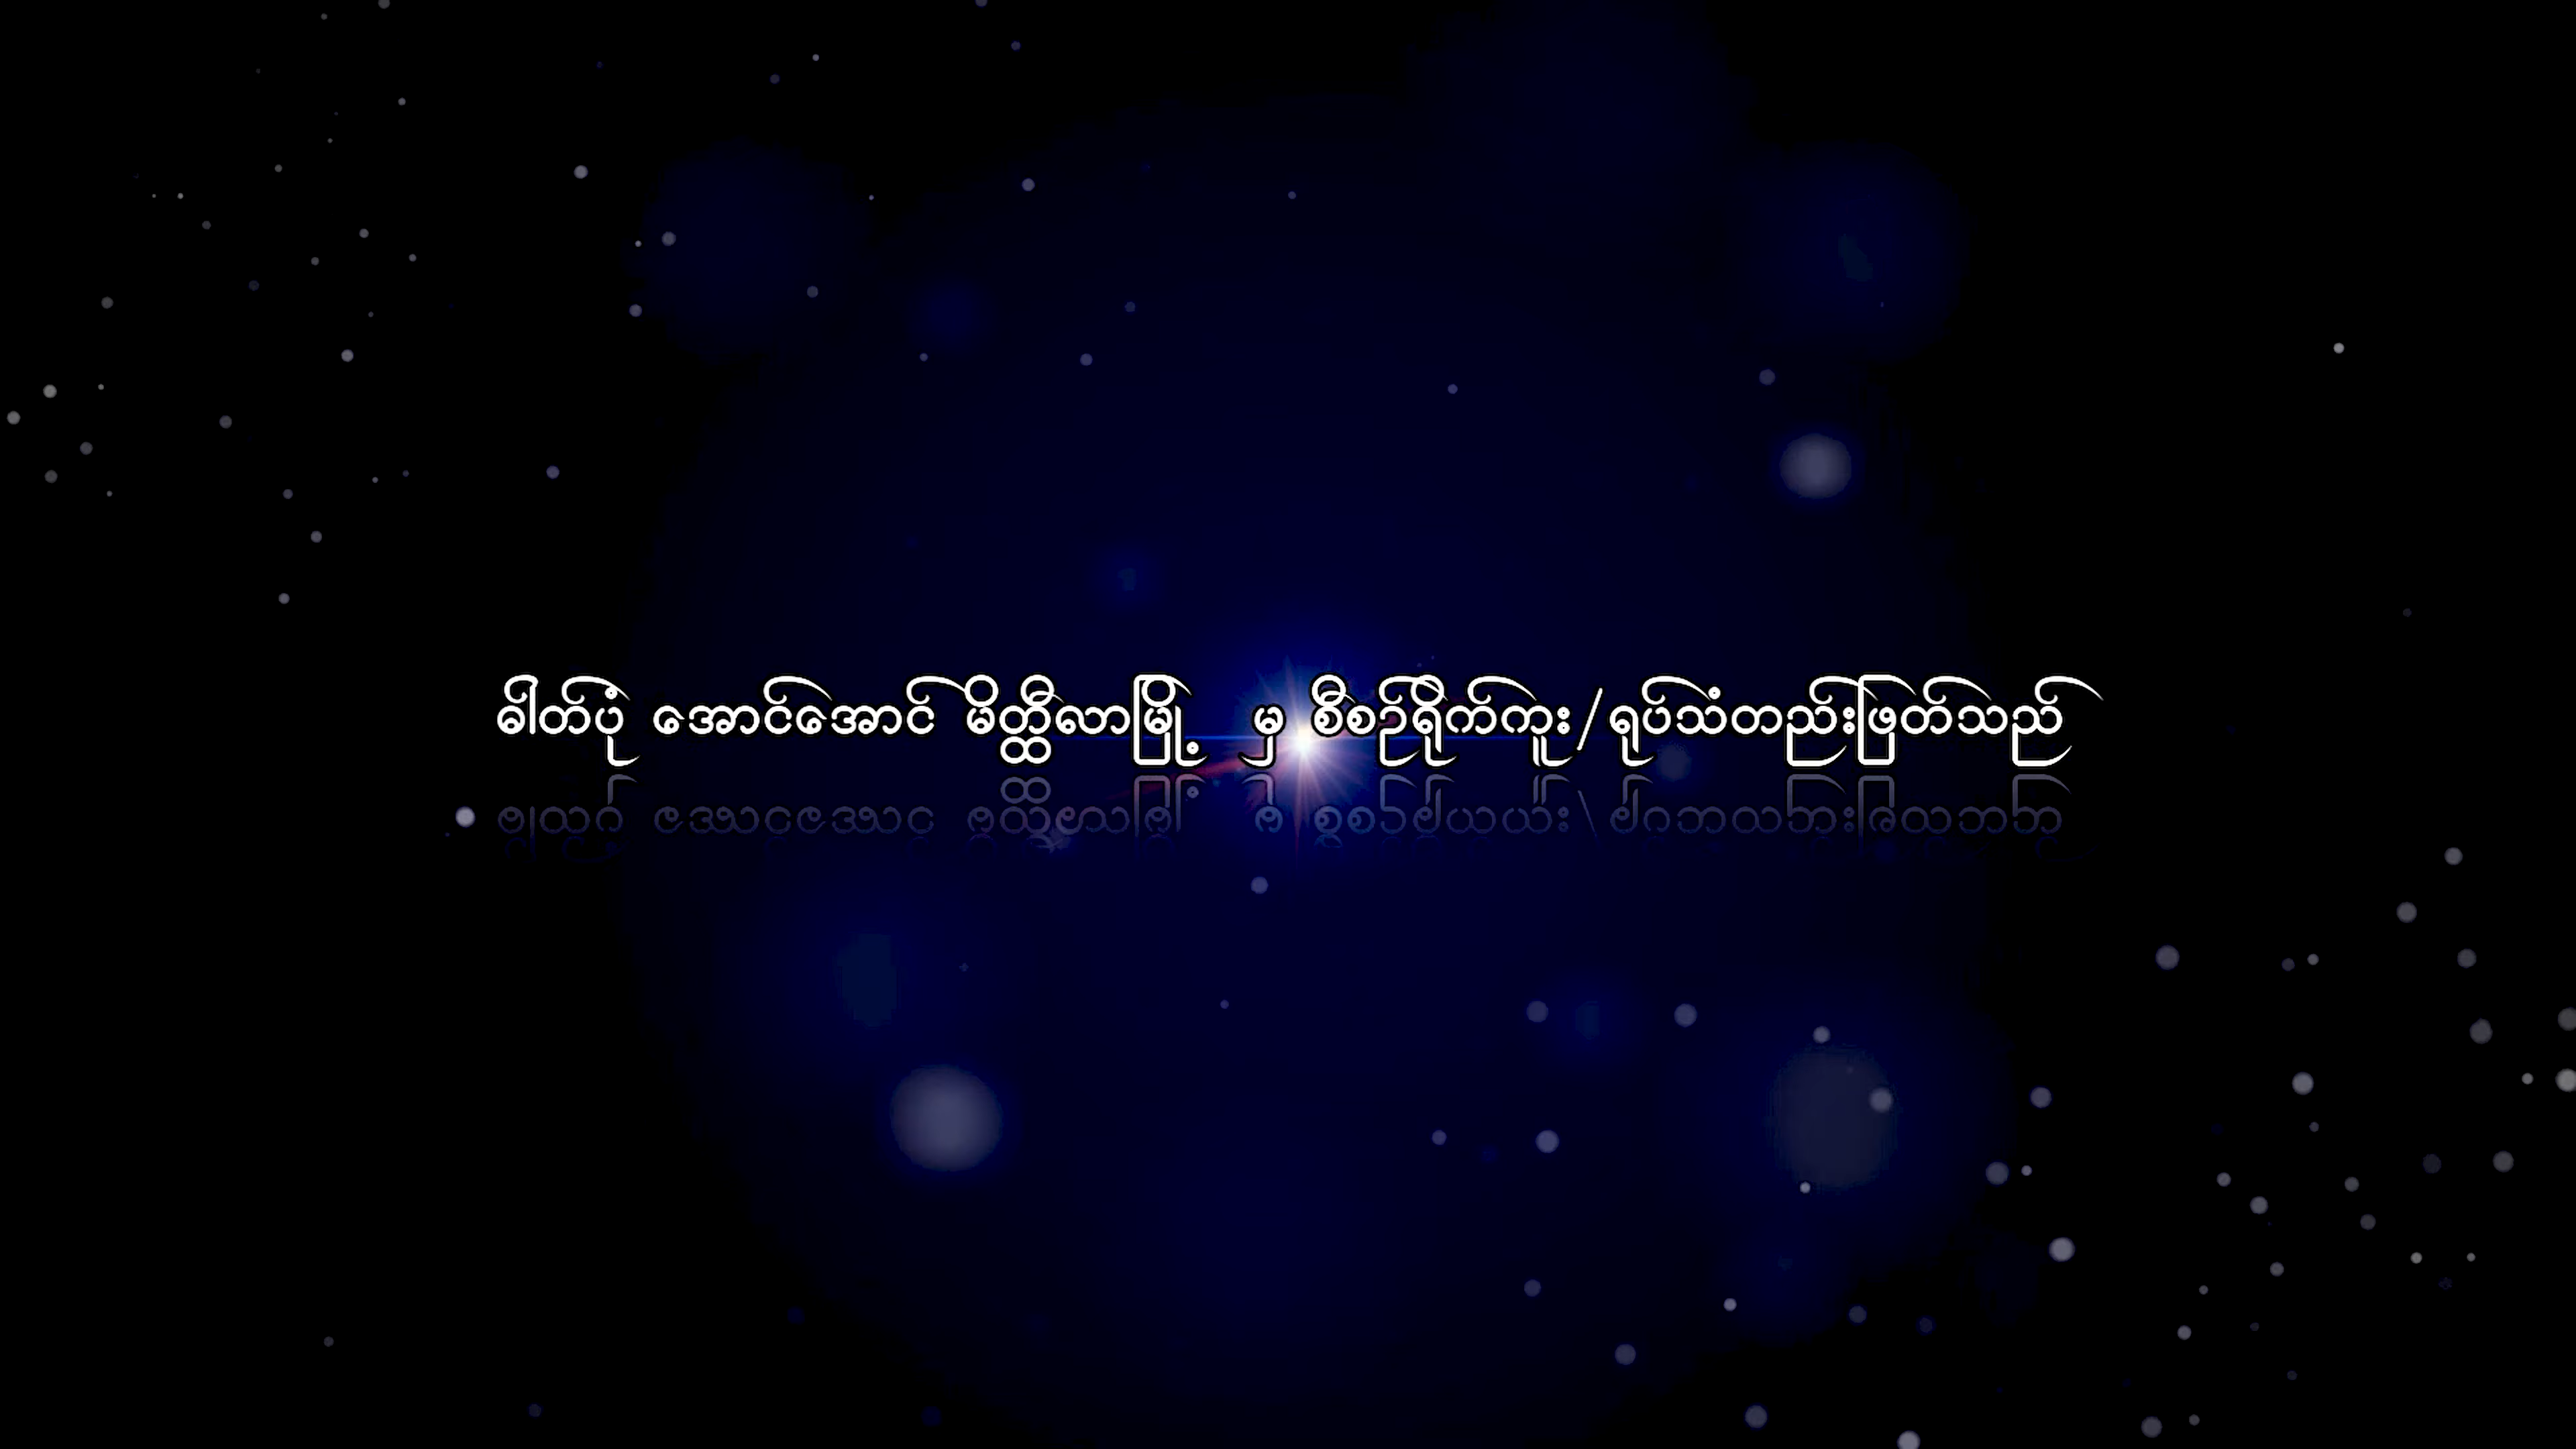 ဓါတ်ပုံ အောင်အောင် မိတ္ထီလာမြို့ မှ စီစဉ်ရိုက်ကူး/ရုပ်သံတည်းဖြတ်သည်